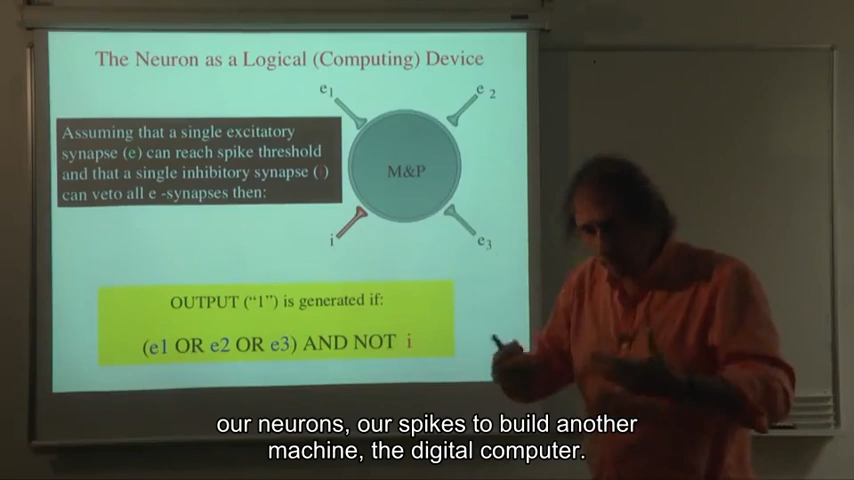 The Neuron as a Logical (Computing) Device
e1
e 2
Assuming that a single excitatory
synapse (e) can reach spike threshold
and that a single inhibitory synapse ( )
can veto all e -synapses then:
M&P
i
e3
OUTPUT (“1”) is generated if:
(e1 OR e2 OR e3) AND NOT i
our neurons, our spikes to build another
machine, the digital computer.